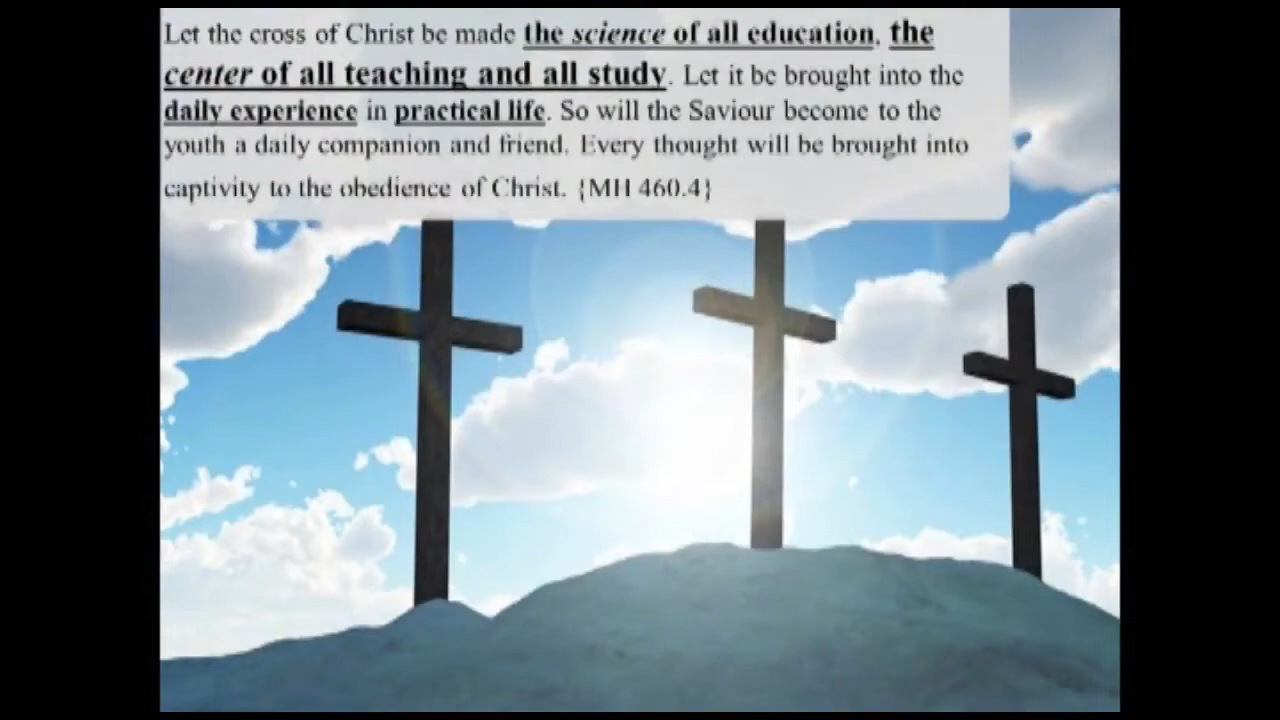 Let the cross of Christ be made the science of all education, the
center of all teaching and all study. Let it be brought into the
daily experience in practical life. So will the Saviour become to the
youth a daily companion and friend. Every thought will be brought into
captivity to the obedience of Christ. {MH 460.4}